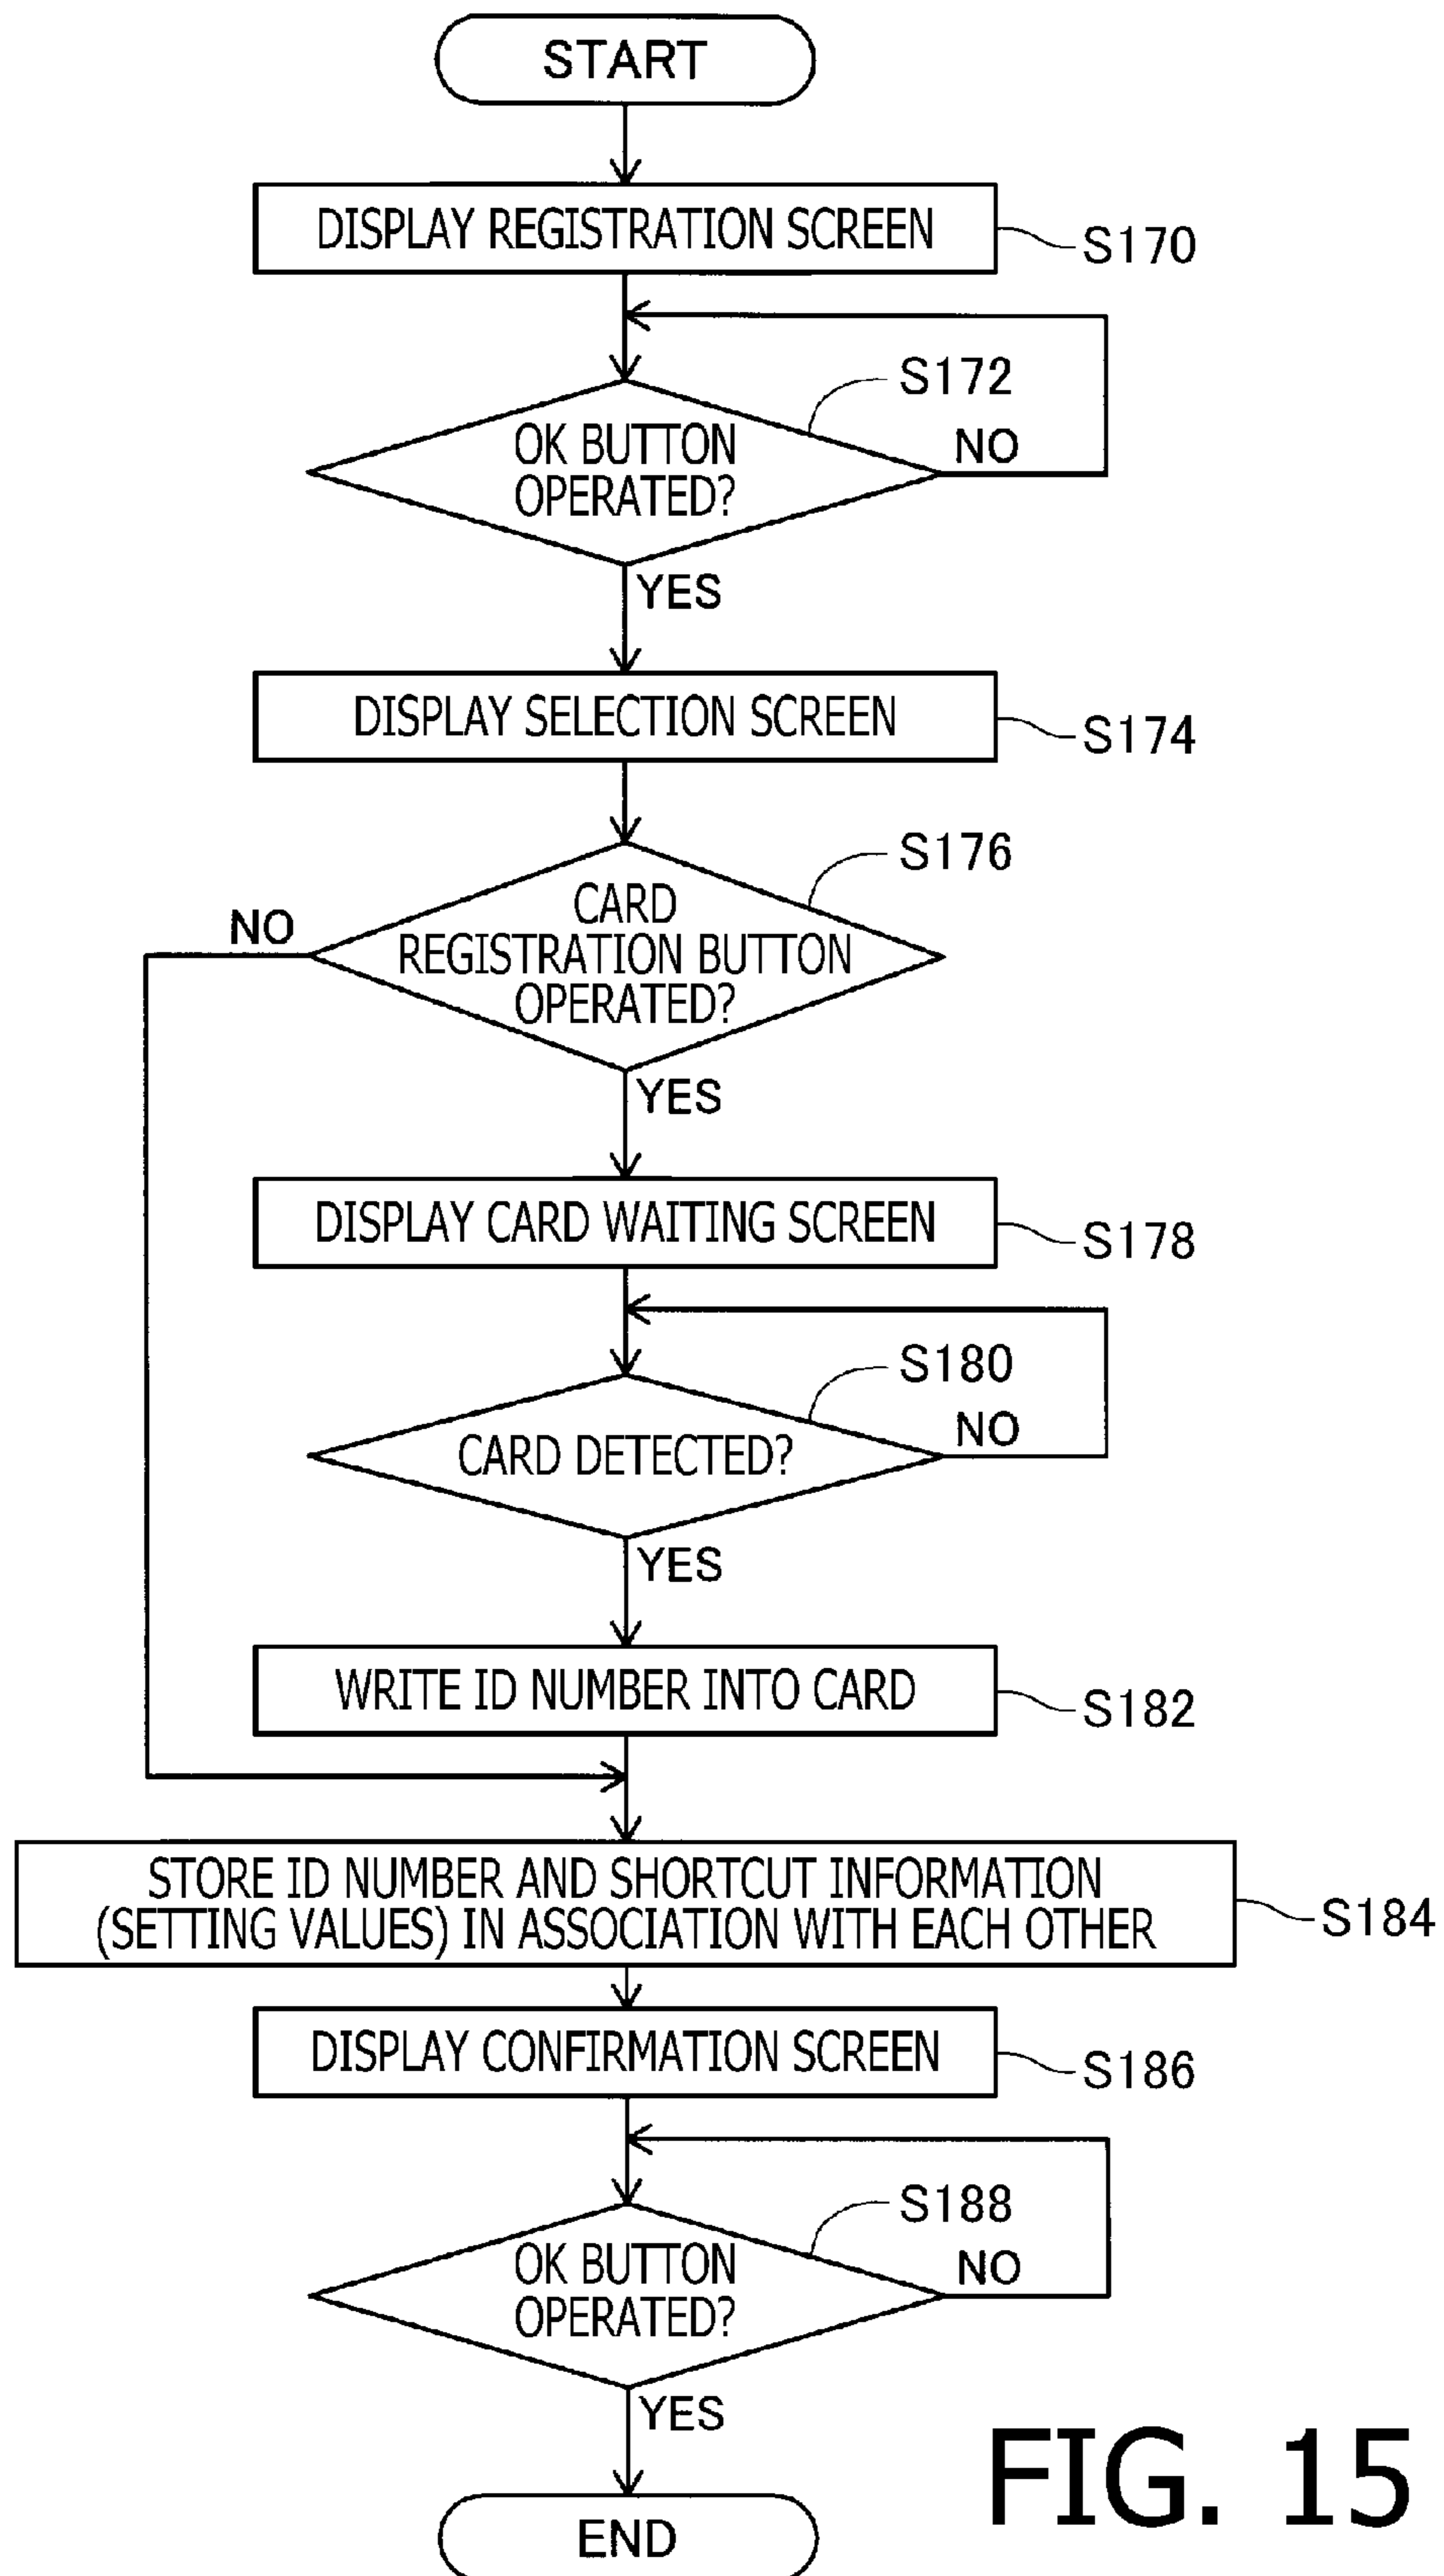 START
DISPLAY REGISTRATION SCREEN
S170
S172
OK BUTTON
OPERATED?
NO
YES
DISPLAY SELECTION SCREEN
S174
S176
CARD
REGISTRATION BUTTON
OPERATED?
NO
YES
DISPLAY CARD WAITING SCREEN
S178
S180
CARD DETECTED?
NO
YES
WRITE ID NUMBER INTO CARD
S182
STORE ID NUMBER AND SHORTCUT INFORMATION
(SETTING VALUES) IN ASSOCIATION WITH EACH OTHER
S184
DISPLAY CONFIRMATION SCREEN
S186
S188
OK BUTTON
OPERATED?
NO
YES
END
FIG. 15